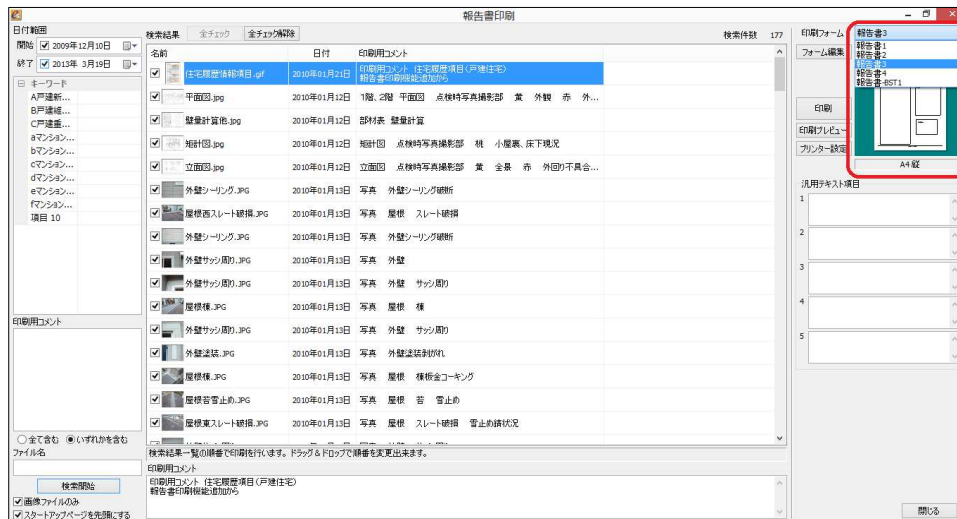 報告書印刷
日付範囲
開始 2009年12月10日
終了 2013年 3月19日
キーワード
A戸建新...
B戸建維...
C戸建重...
aマンション...
bマンション...
cマンション...
dマンション...
eマンション...
fマンション...
項目 10
印刷用コメント
全て含む いずれかを含む
ファイル名
検索開始
画像ファイルのみ
スタートアップページを先頭にする
検索結果 全チェック 全チェック解除 検索件数 177
名前 日付 印刷用コメント
住宅履歴情報項目.gif 2010年01月21日 印刷用コメント 住宅履歴項目(戸建住宅)
報告書印刷機能追加から
平面図.jpg 2010年01月12日 1階、2階 平面図 点検時写真撮影部 黄 外観 赤 外...
壁量計算他.jpg 2010年01月12日 部材表 壁量計算
矩計図.jpg 2010年01月12日 矩計図 点検時写真撮影部 桃 小屋裏、床下現況
立面図.jpg 2010年01月12日 立面図 点検時写真撮影部 黄 全景 赤 外回り不具合...
外壁シーリング.JPG 2010年01月13日 写真 外壁シーリング破断
屋根西スレート破損.JPG 2010年01月13日 写真 屋根 スレート破損
外壁シーリング.JPG 2010年01月13日 写真 外壁シーリング破断
外壁サッシ周り.JPG 2010年01月13日 写真 外壁
外壁サッシ周り.JPG 2010年01月13日 写真 外壁 サッシ周り
屋根棟.JPG 2010年01月13日 写真 屋根 棟
外壁サッシ周り.JPG 2010年01月13日 写真 外壁 サッシ周り
外壁塗装.JPG 2010年01月13日 写真 外壁塗装剥がれ
屋根棟.JPG 2010年01月13日 写真 屋根 棟板金コーキング
屋根苔雪止め.JPG 2010年01月13日 写真 屋根 苔 雪止め
屋根東スレート破損.JPG 2010年01月13日 写真 屋根 スレート破損 雪止め錆状況
検索結果一覧の順番で印刷を行います。ドラッグ&ドロップで順番を変更出来ます。
印刷用コメント
印刷用コメント 住宅履歴項目(戸建住宅)
報告書印刷機能追加から
印刷フォーム 報告書3
フォーム編集
報告書1
報告書2
報告書3
報告書4
報告書-BST1
印刷
印刷プレビュー
プリンター設定
A4 縦
汎用テキスト項目
1
2
3
4
5
閉じる